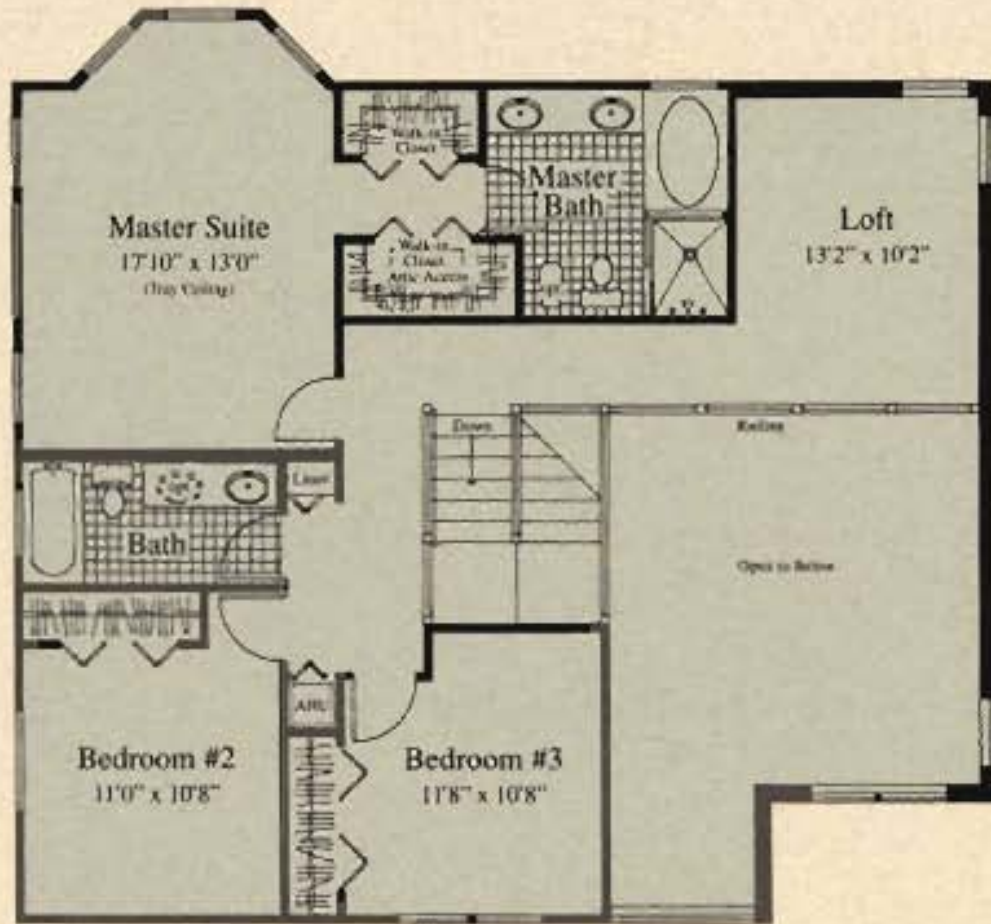 Walk-in
Closet
Master
Bath
Master Suite
17'10" x 13'0"
(Tray Ceiling)
Walk-in
Closet
Attic Access
Loft
13'2" x 10'2"
Down
Railing
Linen
opt
Bath
Open to Below
AHU
Bedroom #2
11'0" x 10'8"
Bedroom #3
11'8" x 10'8"